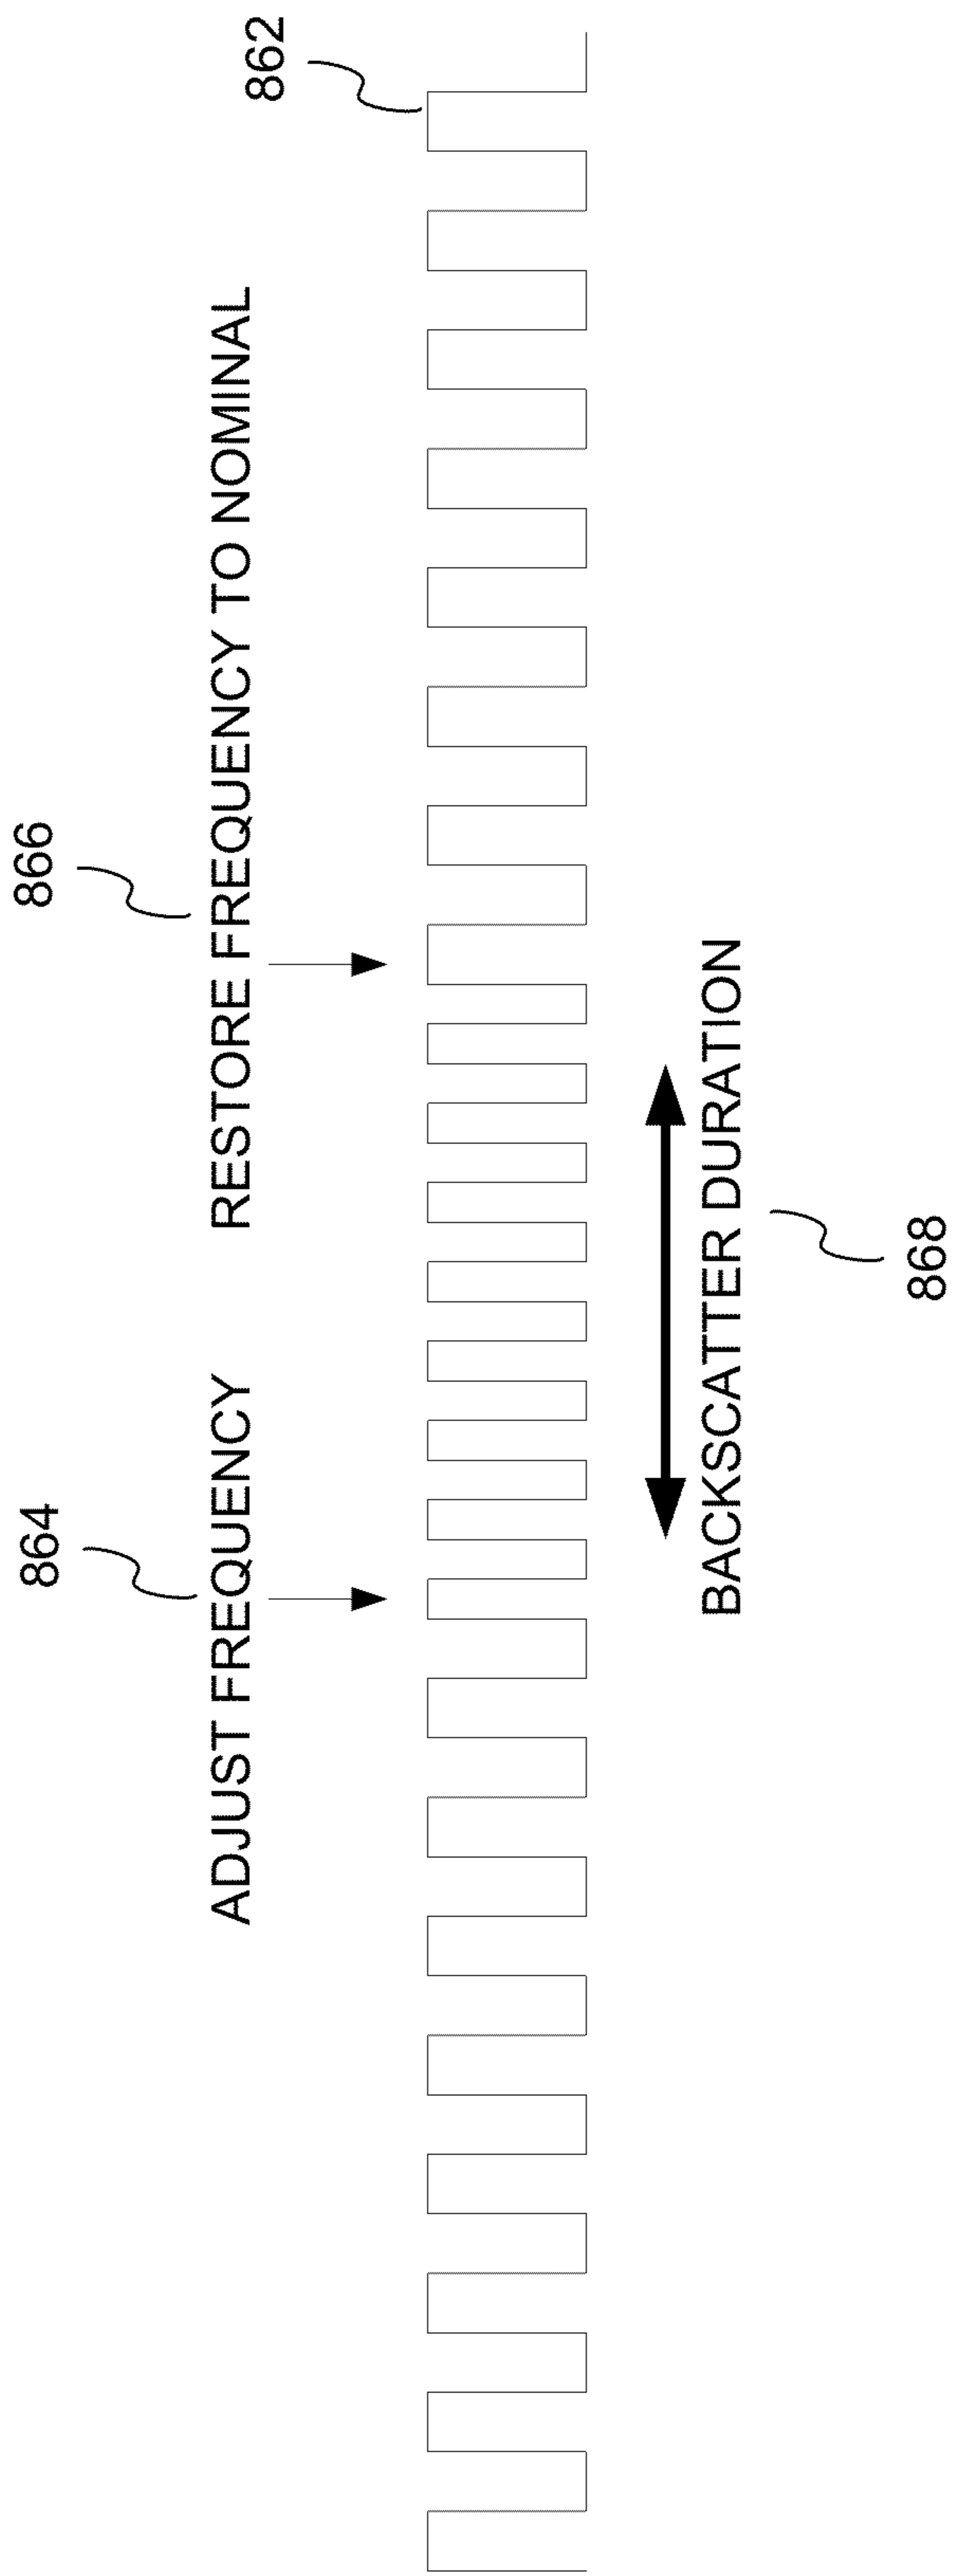 864
866
862
ADJUST FREQUENCY
RESTORE FREQUENCY TO NOMINAL
BACKSCATTER DURATION
868